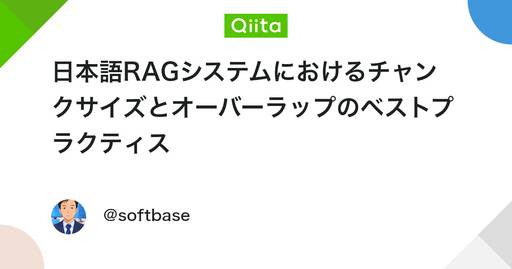 Qiita
日本語RAGシステムにおけるチャン
クサイズとオーバーラップのベストプ
ラクティス
@softbase